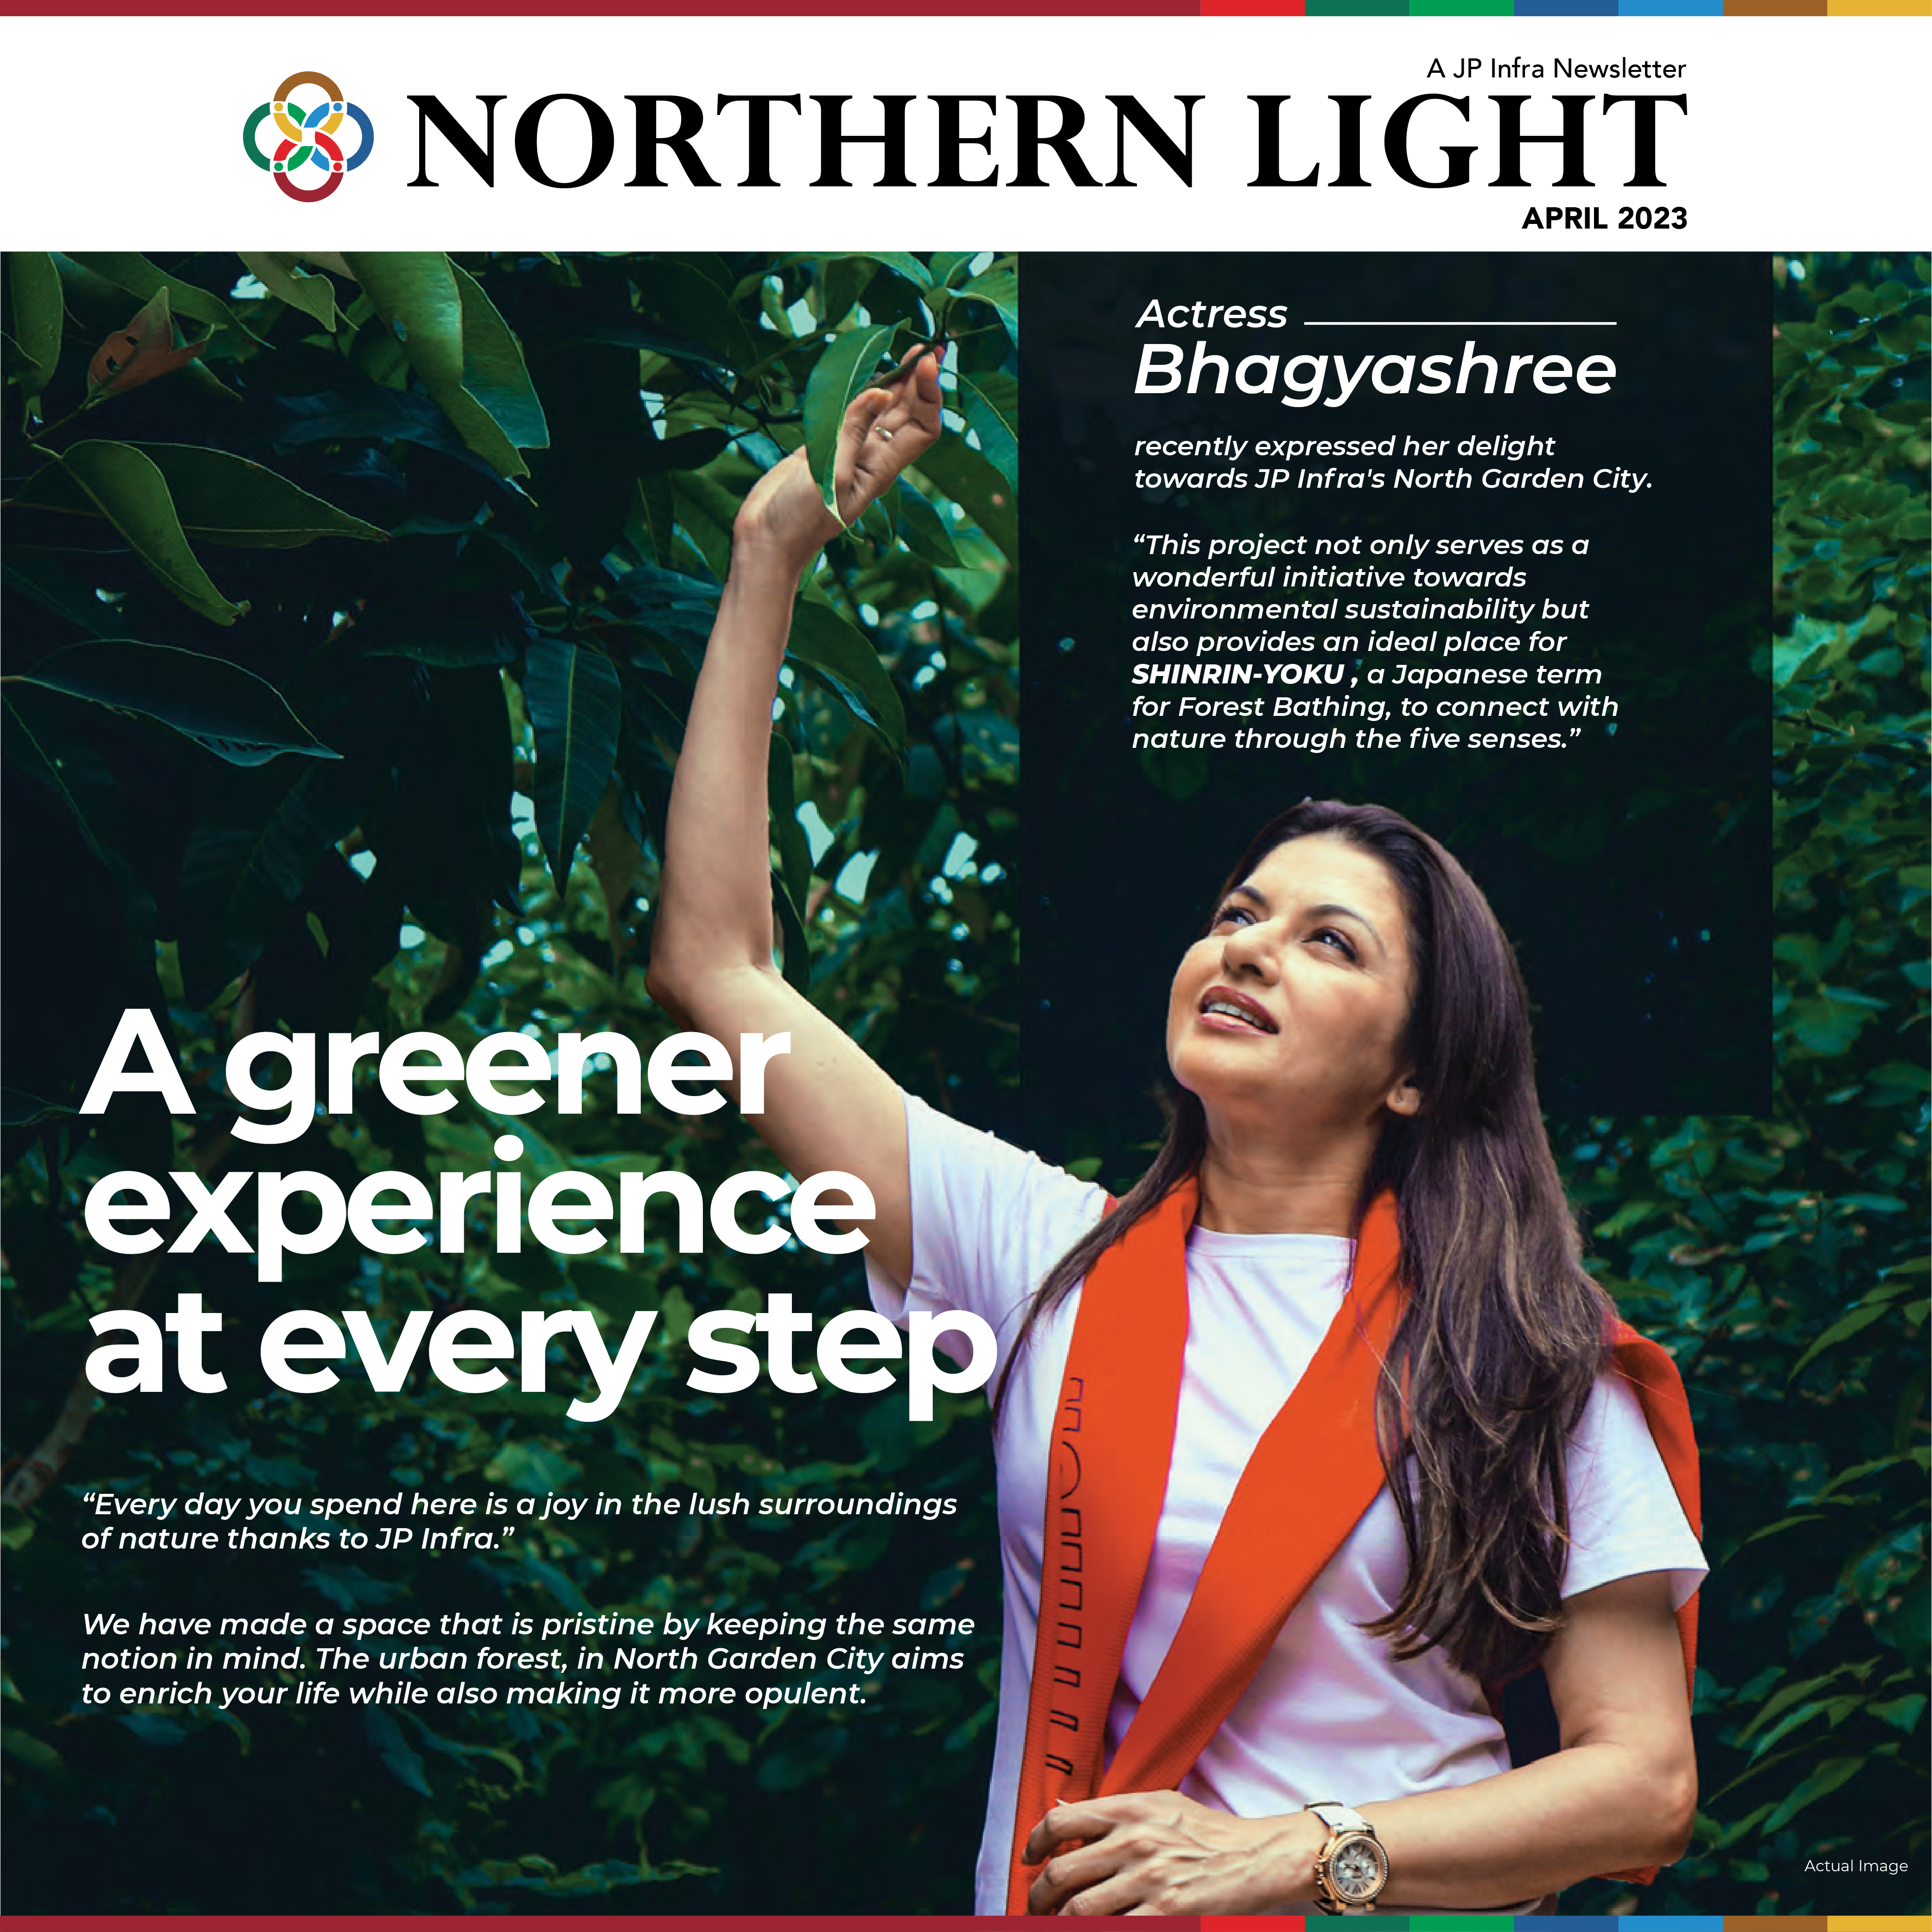 A JP Infra Newsletter
NORTHERN LIGHT
APRIL 2023
Actress
Bhagyashree
recently expressed her delight
towards JP Infra's North Garden City.
“This project not only serves as a
wonderful initiative towards
environmental sustainability but
also provides an ideal place for
SHINRIN-YOKU , a Japanese term
for Forest Bathing, to connect with
nature through the five senses.”
A greener
experience
at every step
“Every day you spend here is a joy in the lush surroundings
of nature thanks to JP Infra.”
We have made a space that is pristine by keeping the same
notion in mind. The urban forest, in North Garden City aims
to enrich your life while also making it more opulent.
Actual Image